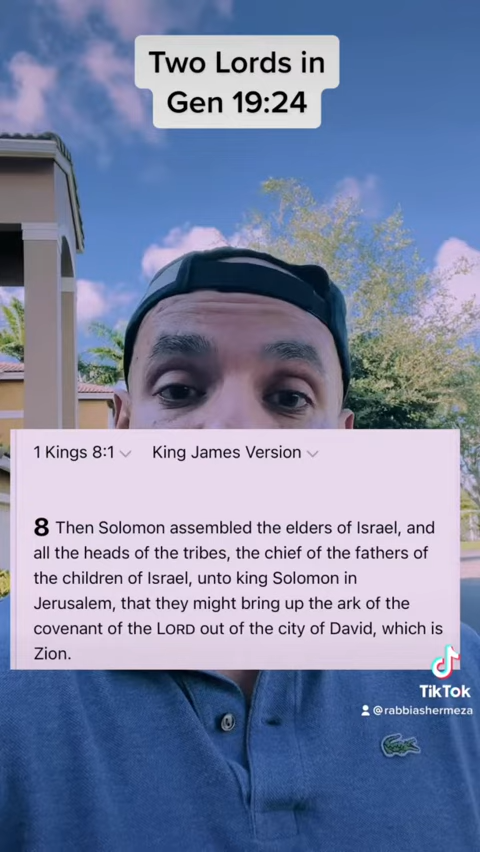 Two Lords in
Gen 19:24
1 Kings 8:1 King James Version
8 Then Solomon assembled the elders of Israel, and
all the heads of the tribes, the chief of the fathers of
the children of Israel, unto king Solomon in
Jerusalem, that they might bring up the ark of the
covenant of the LORD out of the city of David, which is
Zion.
TikTok
@rabbiashermeza